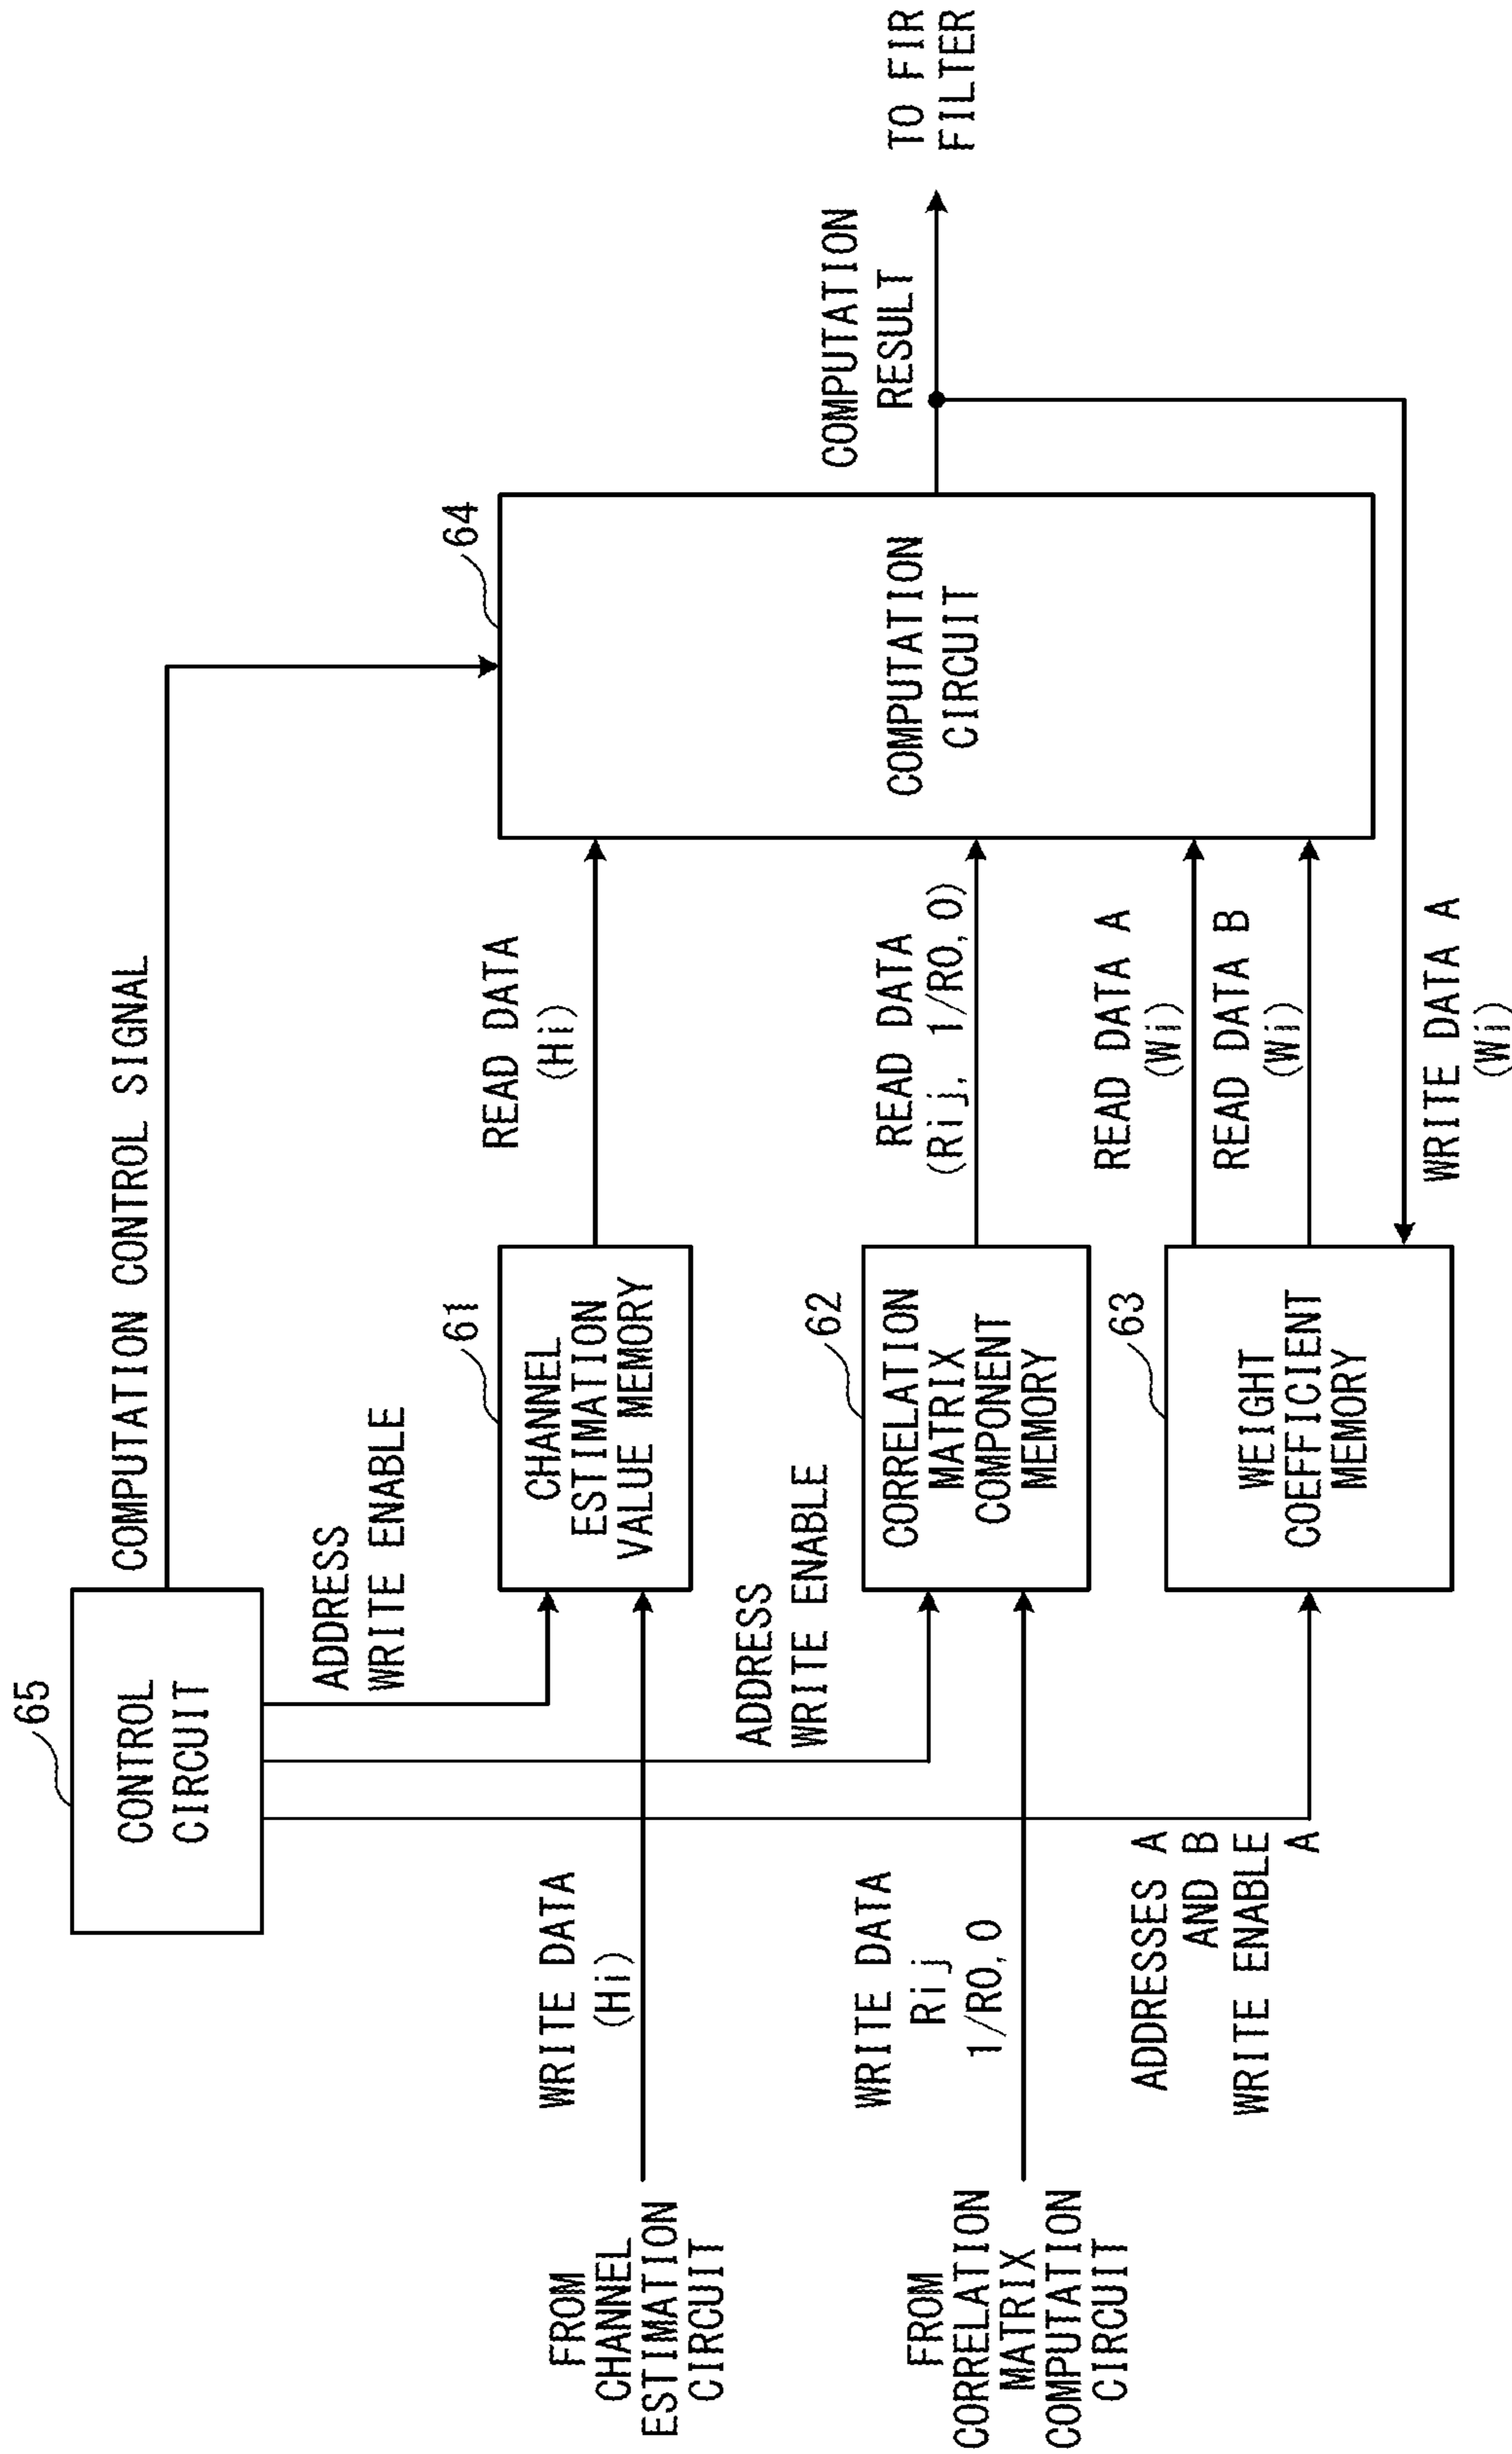 65
CONTROL
CIRCUIT
COMPUTATION CONTROL SIGNAL
ADDRESS
WRITE ENABLE
61
CHANNEL
ESTIMATION
VALUE MEMORY
READ DATA
(Hi)
64
COMPUTATION
CIRCUIT
COMPUTATION
RESULT
TO FIR
FILTER
FROM
CHANNEL
ESTIMATION
CIRCUIT
WRITE DATA
(Hi)
ADDRESS
WRITE ENABLE
62
CORRELATION
MATRIX
COMPONENT
MEMORY
READ DATA
(Rij, 1/R0,0)
FROM
CORRELATION
MATRIX
COMPUTATION
CIRCUIT
WRITE DATA
Rij
1/R0,0
ADDRESSES A
AND B
WRITE ENABLE
A
63
WEIGHT
COEFFICIENT
MEMORY
READ DATA A
(Wi)
READ DATA B
(Wi)
WRITE DATA A
(Wi)